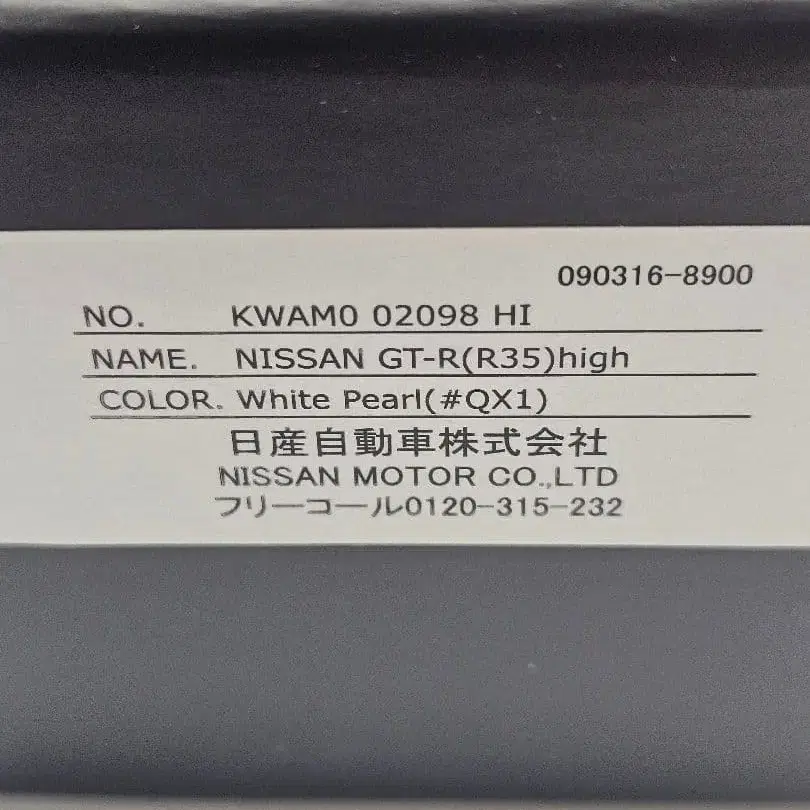 090316-8900
NO. KWAM0 02098 HI
NAME. NISSAN GT-R(R35)high
COLOR. White Pearl(#QX1)
日産自動車株式会社
NISSAN MOTOR CO.,LTD
フリーコール0120-315-232